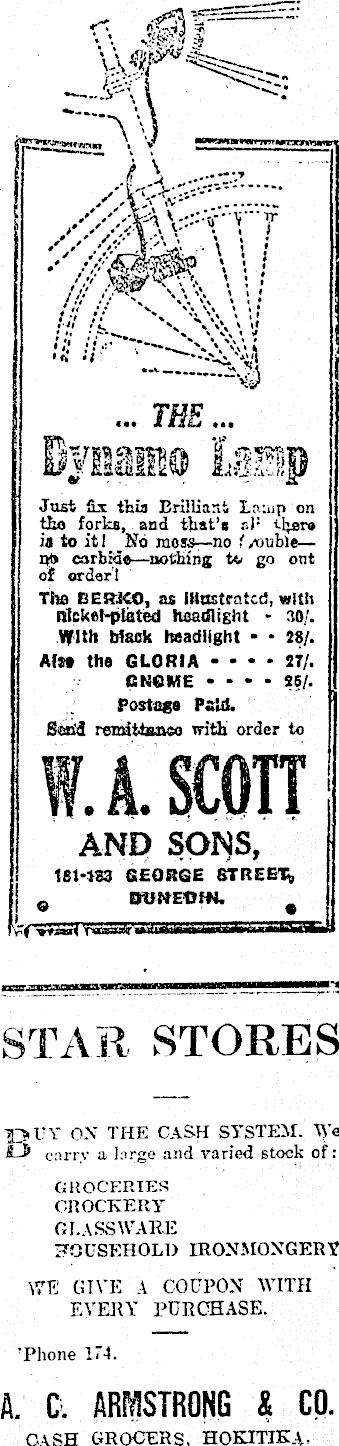 ... THE ...
Dynamo Lamp
Just fix this Brilliant Lamp on
the forks, and that's all there
is to it! No mess—no trouble—
no carbide—nothing to go out
of order!
The BERKO, as illustrated, with
nickel-plated headlight - 30/.
With black headlight - - 28/.
Also the GLORIA - - - - 27/.
GNOME - - - - 25/.
Postage Paid.
Send remittance with order to
W. A. SCOTT
AND SONS,
181-183 GEORGE STREET,
DUNEDIN.
STAR STORES
BUY ON THE CASH SYSTEM. We
carry a large and varied stock of:
GROCERIES
CROCKERY
GLASSWARE
HOUSEHOLD IRONMONGERY
WE GIVE A COUPON WITH
EVERY PURCHASE.
'Phone 174.
A. C. ARMSTRONG & CO.
CASH GROCERS, HOKITIKA.